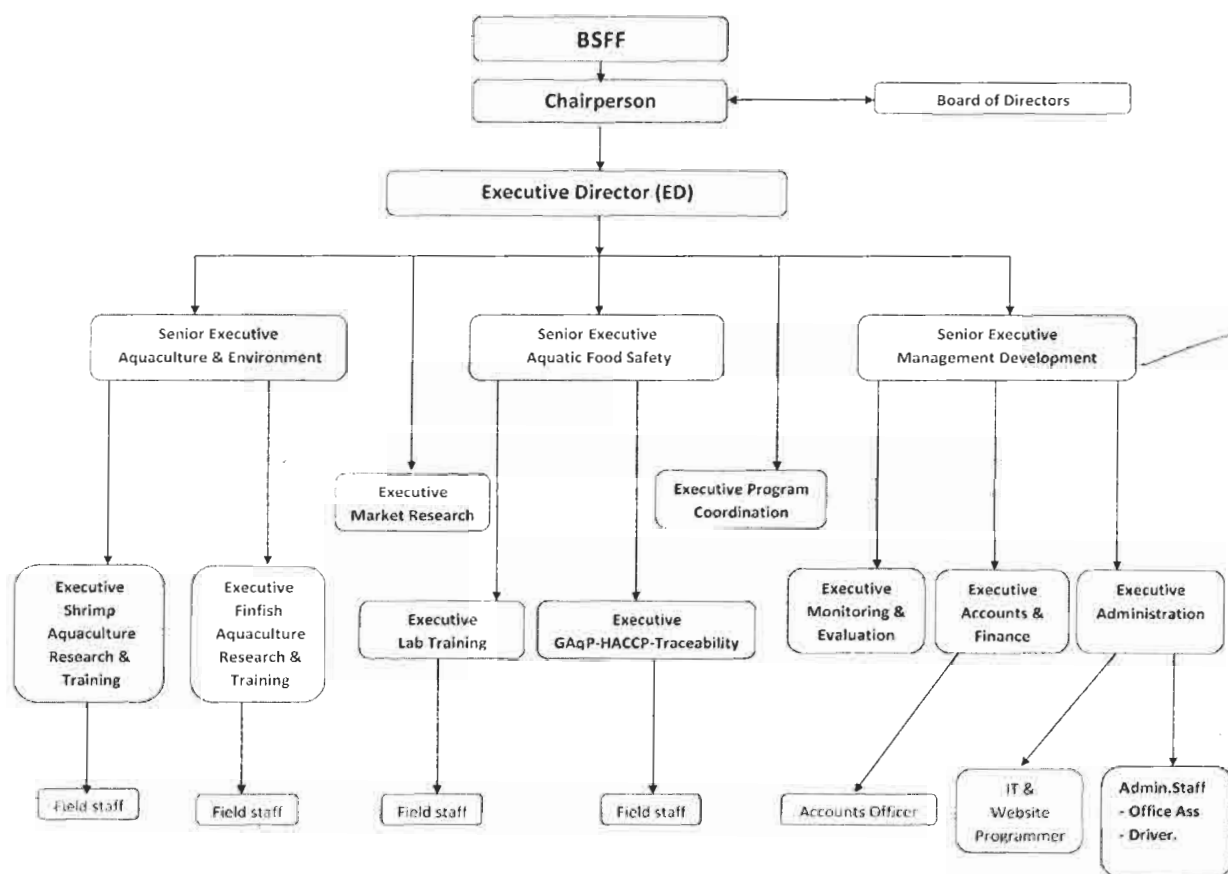 BSFF
Chairperson
Board of Directors
Executive Director (ED)
Senior Executive
Aquaculture & Environment
Senior Executive
Aquatic Food Safety
Senior Executive
Management Development
Executive
Market Research
Executive Program
Coordination
Executive
Shrimp
Aquaculture
Research &
Training
Executive
Finfish
Aquaculture
Research &
Training
Executive
Lab Training
Executive
GAqP-HACCP-Traceability
Executive
Monitoring &
Evaluation
Executive
Accounts &
Finance
Executive
Administration
Field staff
Field staff
Field staff
Field staff
Accounts Officer
IT &
Website
Programmer
Admin.Staff
- Office Ass
- Driver.